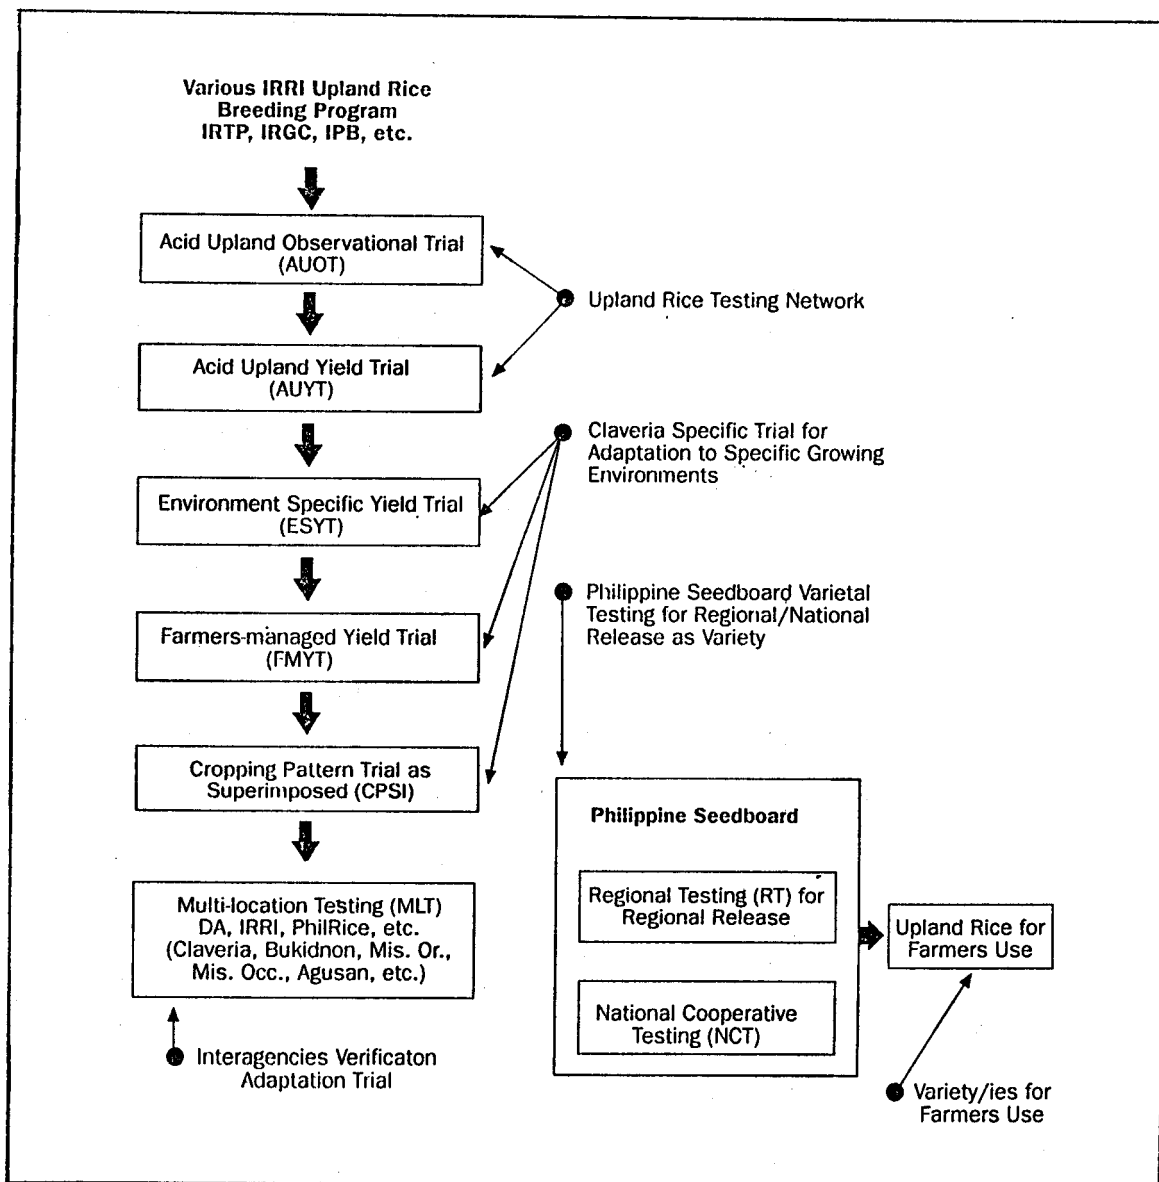 Various IRRI Upland Rice
Breeding Program
IRTP, IRGC, IPB, etc.
Acid Upland Observational Trial
(AUOT)
Upland Rice Testing Network
Acid Upland Yield Trial
(AUYT)
Claveria Specific Trial for
Adaptation to Specific Growing
Environments
Environment Specific Yield Trial
(ESYT)
Philippine Seedboard Varietal
Testing for Regional/National
Release as Variety
Farmers-managed Yield Trial
(FMYT)
Cropping Pattern Trial as
Superimposed (CPSI)
Philippine Seedboard
Regional Testing (RT) for
Regional Release
National Cooperative
Testing (NCT)
Upland Rice for
Farmers Use
Multi-location Testing (MLT)
DA, IRRI, PhilRice, etc.
(Claveria, Bukidnon, Mis. Or.,
Mis. Occ., Agusan, etc.)
Interagencies Verificaton
Adaptation Trial
Variety/ies for
Farmers Use